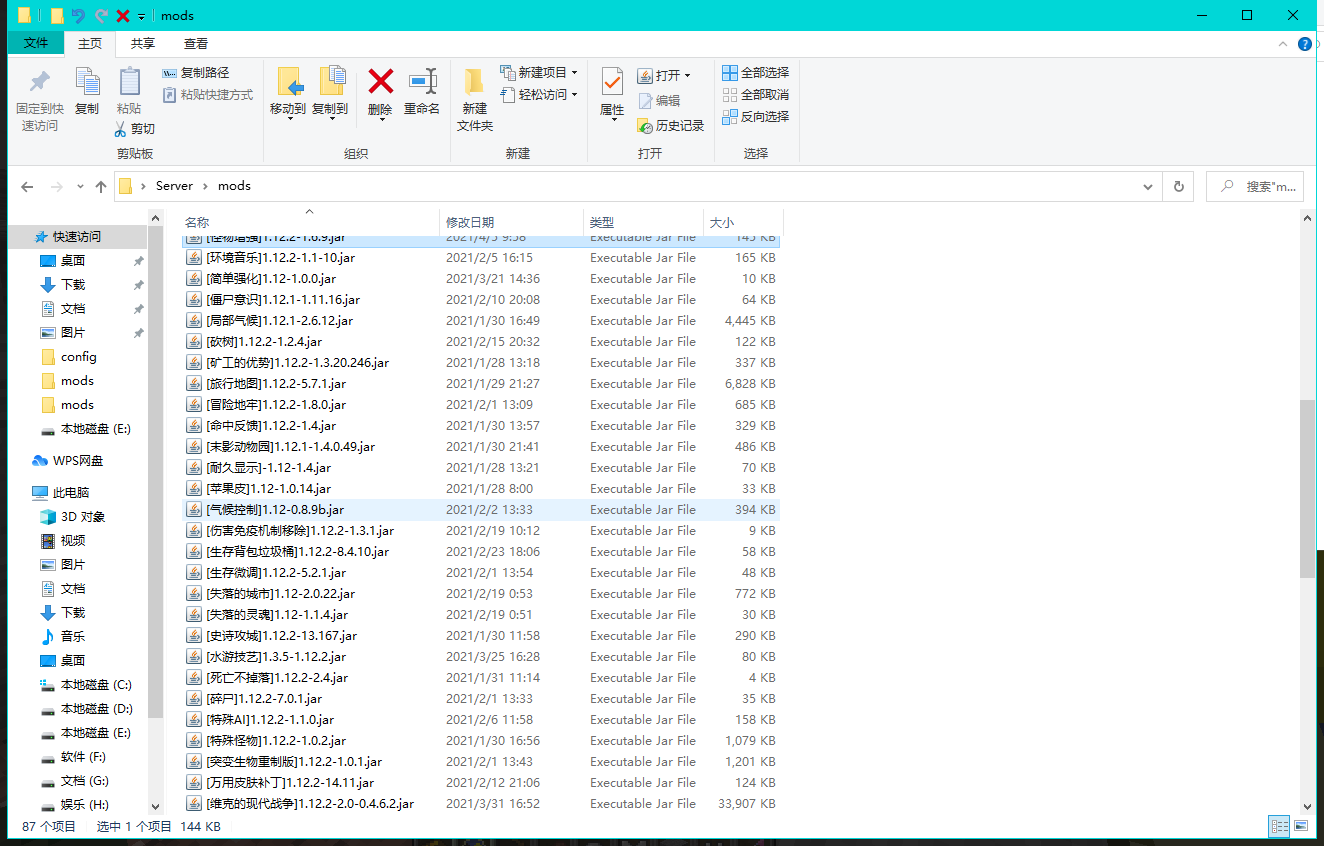 mods
文件 主页 共享 查看
固定到快速访问
复制
粘贴
复制路径
粘贴快捷方式
剪切
剪贴板
移动到
复制到
删除
重命名
组织
新建文件夹
新建项目
轻松访问
新建
属性
打开
编辑
历史记录
打开
全部选择
全部取消
反向选择
选择
Server > mods
搜索"m...
快速访问
桌面
下载
文档
图片
config
mods
mods
本地磁盘 (E:)
WPS网盘
此电脑
3D 对象
视频
图片
文档
下载
音乐
桌面
本地磁盘 (C:)
本地磁盘 (D:)
本地磁盘 (E:)
软件 (F:)
文档 (G:)
娱乐 (H:)
名称 修改日期 类型 大小
[怪物增强]1.12.2-1.6.9.jar 2021/4/5 9:58 Executable Jar File 145 KB
[环境音乐]1.12.2-1.1-10.jar 2021/2/5 16:15 Executable Jar File 165 KB
[简单强化]1.12-1.0.0.jar 2021/3/21 14:36 Executable Jar File 10 KB
[僵尸意识]1.12.1-1.11.16.jar 2021/2/10 20:08 Executable Jar File 64 KB
[局部气候]1.12.1-2.6.12.jar 2021/1/30 16:49 Executable Jar File 4,445 KB
[砍树]1.12.2-1.2.4.jar 2021/2/15 20:32 Executable Jar File 122 KB
[矿工的优势]1.12.2-1.3.20.246.jar 2021/1/28 13:18 Executable Jar File 337 KB
[旅行地图]1.12.2-5.7.1.jar 2021/1/29 21:27 Executable Jar File 6,828 KB
[冒险地牢]1.12.2-1.8.0.jar 2021/2/1 13:09 Executable Jar File 685 KB
[命中反馈]1.12.2-1.4.jar 2021/1/30 13:57 Executable Jar File 329 KB
[末影动物园]1.12.1-1.4.0.49.jar 2021/1/30 21:41 Executable Jar File 486 KB
[耐久显示]-1.12-1.4.jar 2021/1/28 13:21 Executable Jar File 70 KB
[苹果皮]1.12-1.0.14.jar 2021/1/28 8:00 Executable Jar File 33 KB
[气候控制]1.12-0.8.9b.jar 2021/2/2 13:33 Executable Jar File 394 KB
[伤害免疫机制移除]1.12.2-1.3.1.jar 2021/2/19 10:12 Executable Jar File 9 KB
[生存背包垃圾桶]1.12.2-8.4.10.jar 2021/2/23 18:06 Executable Jar File 58 KB
[生存微调]1.12.2-5.2.1.jar 2021/2/1 13:54 Executable Jar File 48 KB
[失落的城市]1.12-2.0.22.jar 2021/2/19 0:53 Executable Jar File 772 KB
[失落的灵魂]1.12-1.1.4.jar 2021/2/19 0:51 Executable Jar File 30 KB
[史诗攻城]1.12.2-13.167.jar 2021/1/30 11:58 Executable Jar File 290 KB
[水游技艺]1.3.5-1.12.2.jar 2021/3/25 16:28 Executable Jar File 80 KB
[死亡不掉落]1.12.2-2.4.jar 2021/1/31 11:14 Executable Jar File 4 KB
[碎尸]1.12.2-7.0.1.jar 2021/2/1 13:33 Executable Jar File 35 KB
[特殊AI]1.12.2-1.1.0.jar 2021/2/6 11:58 Executable Jar File 158 KB
[特殊怪物]1.12.2-1.0.2.jar 2021/1/30 16:56 Executable Jar File 1,079 KB
[突变生物重制版]1.12.2-1.0.1.jar 2021/2/1 13:43 Executable Jar File 1,201 KB
[万用皮肤补丁]1.12.2-14.11.jar 2021/2/12 21:06 Executable Jar File 124 KB
[维克的现代战争]1.12.2-2.0-0.4.6.2.jar 2021/3/31 16:52 Executable Jar File 33,907 KB
87 个项目 选中 1 个项目 144 KB